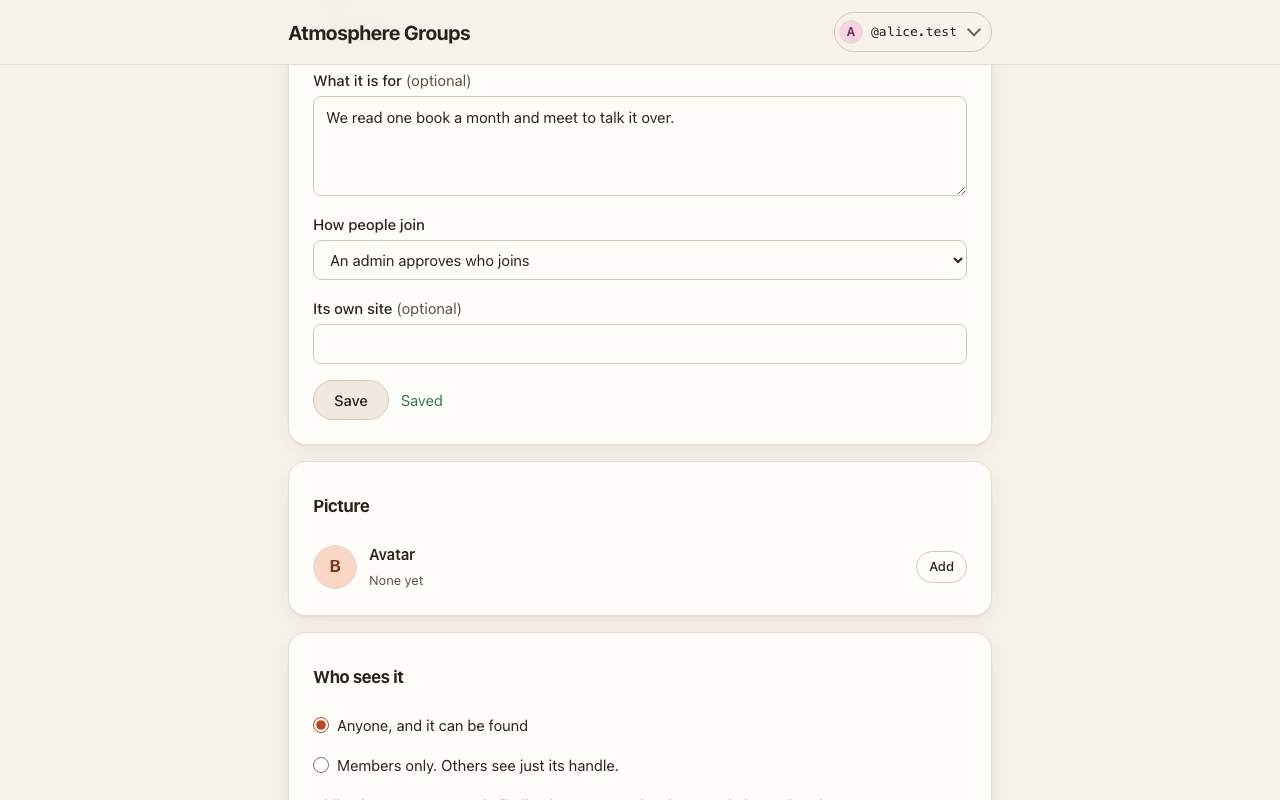 Atmosphere Groups
A
@alice.test
What it is for (optional)
We read one book a month and meet to talk it over.
How people join
An admin approves who joins
Its own site (optional)
Save
Saved
Picture
B
Avatar
None yet
Add
Who sees it
Anyone, and it can be found
Members only. Others see just its handle.